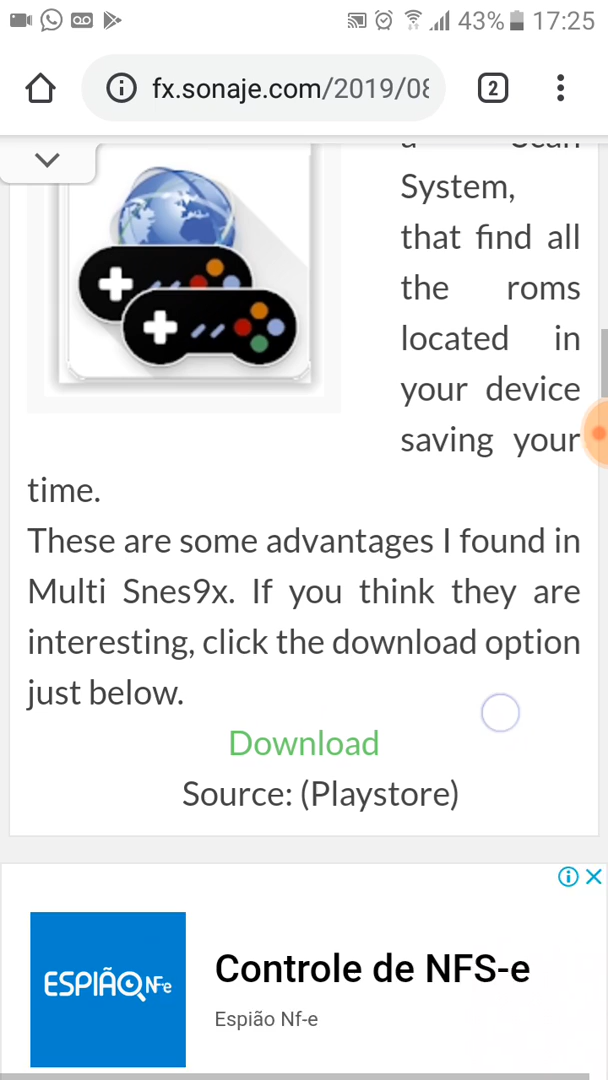 43% 17:25
fx.sonaje.com/2019/08
2
System,
that find all
the roms
located in
your device
saving your
time.
These are some advantages I found in
Multi Snes9x. If you think they are
interesting, click the download option
just below.
Download
Source: (Playstore)
ESPIÃO NFe
Controle de NFS-e
Espião Nf-e